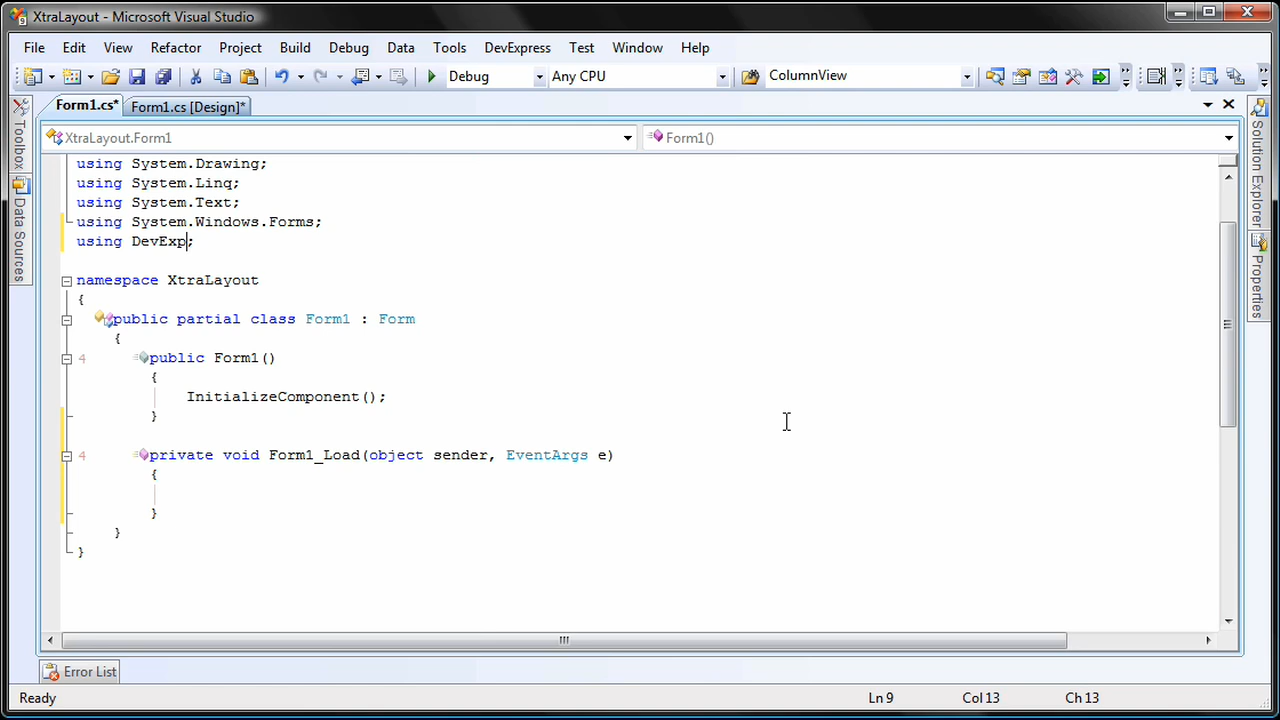 XtraLayout - Microsoft Visual Studio
File Edit View Refactor Project Build Debug Data Tools DevExpress Test Window Help
Debug Any CPU ColumnView
Form1.cs* Form1.cs [Design]*
XtraLayout.Form1 Form1()
Toolbox
Data Sources
using System.Drawing;
using System.Linq;
using System.Text;
using System.Windows.Forms;
using DevExp;
namespace XtraLayout
{
public partial class Form1 : Form
{
4 public Form1()
{
InitializeComponent();
}
4 private void Form1_Load(object sender, EventArgs e)
{
}
}
}
Solution Explorer
Properties
Error List
Ready Ln 9 Col 13 Ch 13